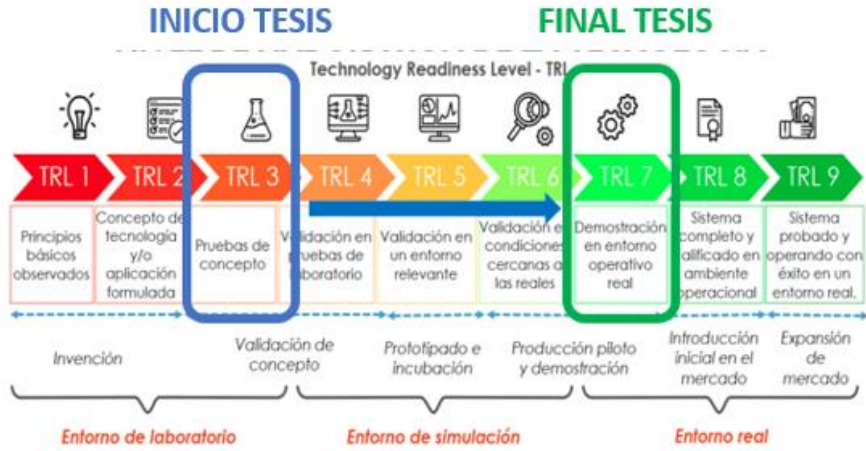 INICIO TESIS
FINAL TESIS
Technology Readiness Level - TRL
TRL 1
TRL 2
TRL 3
TRL 4
TRL 5
TRL 6
TRL 7
TRL 8
TRL 9
Principios
básicos
observados
Concepto de
tecnología
y/o
aplicación
formulada
Pruebas de
concepto
Validación en
pruebas de
laboratorio
Validación en
un entorno
relevante
Validación e
condiciones
cercanas a
las reales
Demostración
en entorno
operativo
real
Sistema
completo y
alificado en
ambiente
operacional
Sistema
probado y
operando con
éxito en un
entorno real.
Invención
Validación de
concepto
Prototipado e
incubación
Producción piloto
y demostración
Introducción
inicial en el
mercado
Expansión
de
mercado
Entorno de laboratorio
Entorno de simulación
Entorno real